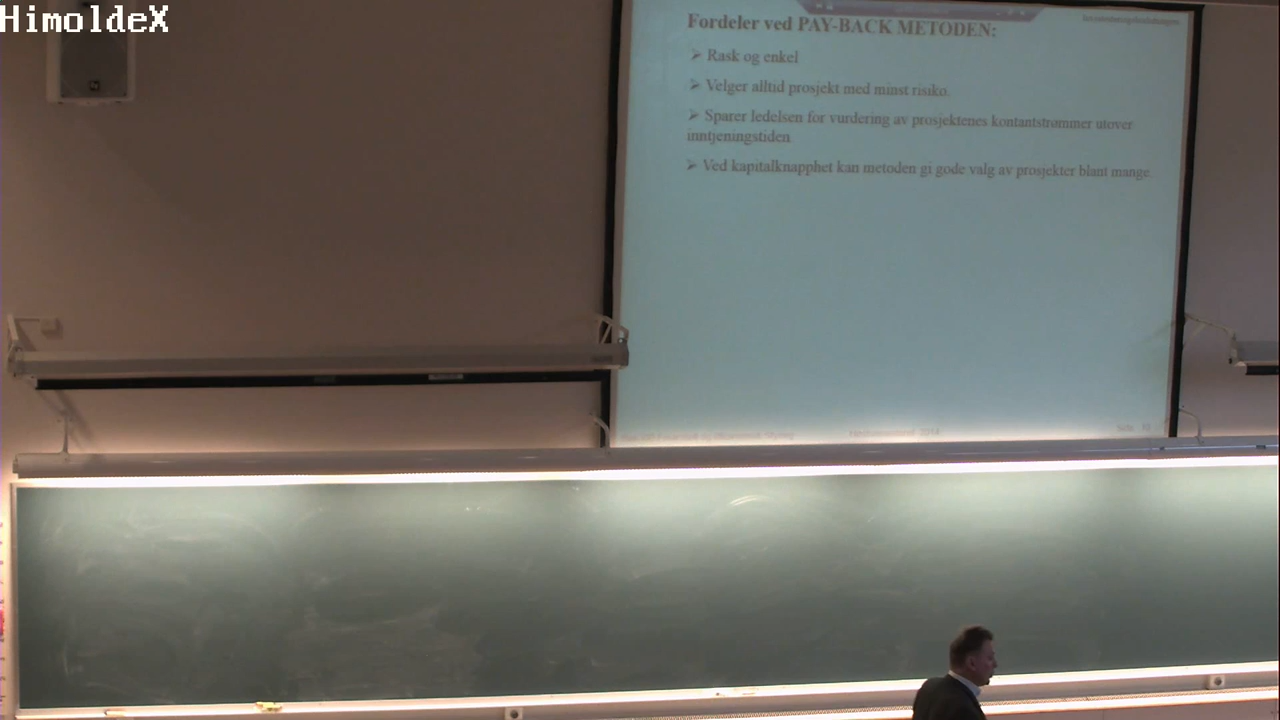 HimoldeX
Fordeler ved PAY-BACK METODEN:
➢ Rask og enkel
➢ Velger alltid prosjekt med minst risiko.
➢ Sparer ledelsen for vurdering av prosjektenes kontantstrømmer utover
inntjeningstiden
➢ Ved kapitalknapphet kan metoden gi gode valg av prosjekter blant mange.